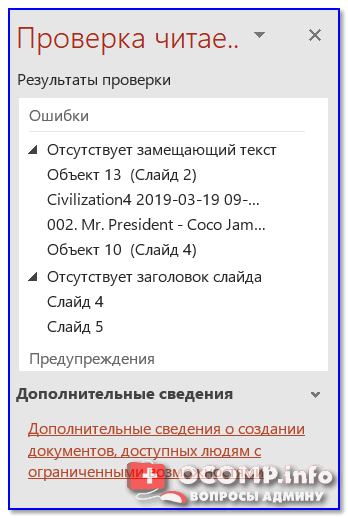 Проверка читае..
Результаты проверки
Ошибки
Отсутствует замещающий текст
Объект 13 (Слайд 2)
Civilization4 2019-03-19 09-...
002. Mr. President - Coco Jam...
Объект 10 (Слайд 4)
Отсутствует заголовок слайда
Слайд 4
Слайд 5
Предупреждения
Дополнительные сведения
Дополнительные сведения о создании
документов, доступных людям с
ограниченными возможностями
OCOMP.info
ВОПРОСЫ АДМИНУ